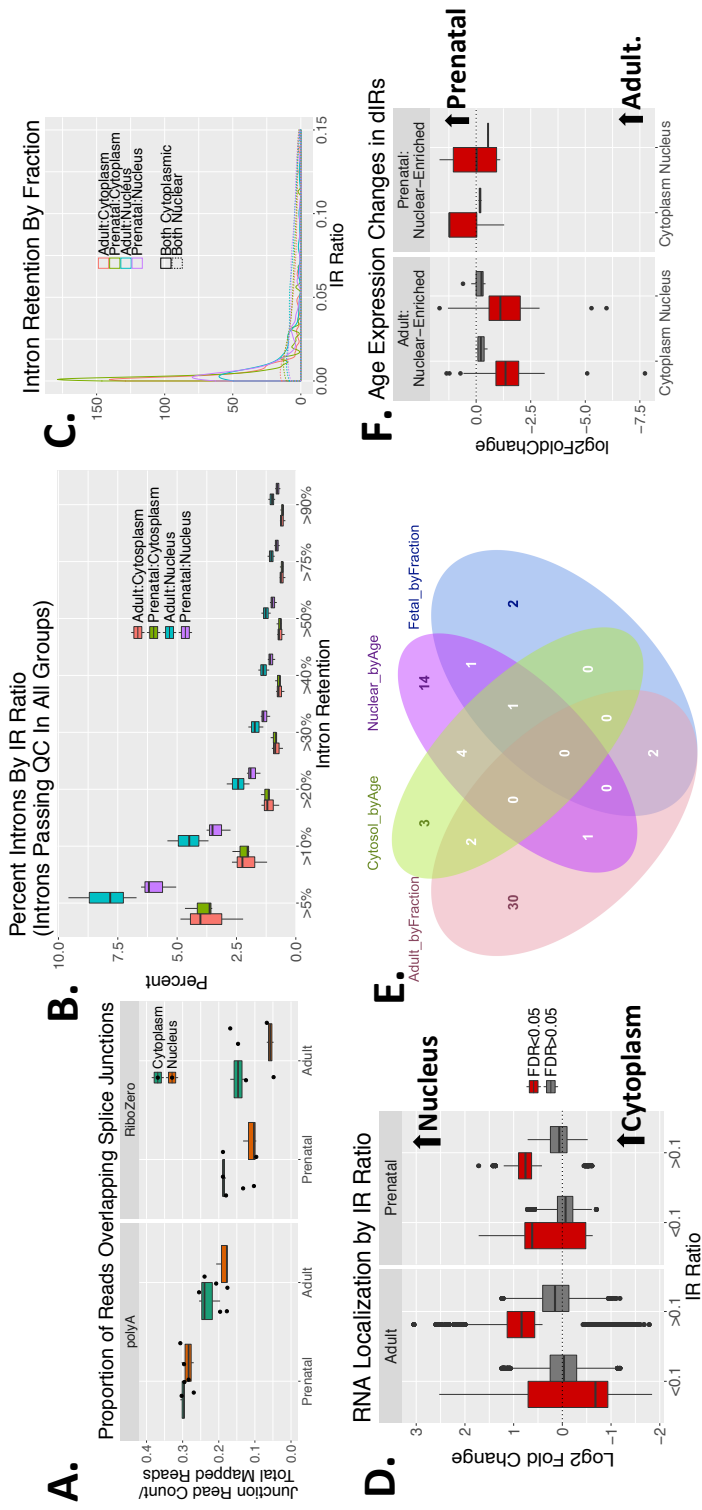 A.
Proportion of Reads Overlapping Splice Junctions
polyA
RiboZero
Junction Read Count/
Total Mapped Reads
0.4
0.3
0.2
0.1
0.0
Prenatal
Adult
Prenatal
Adult
Cytoplasm
Nucleus
B.
Percent Introns By IR Ratio
(Introns Passing QC In All Groups)
Percent
10.0
7.5
5.0
2.5
0.0
>5%
>10%
>20%
>30%
>40%
>50%
>75%
>90%
Intron Retention
Adult:Cytosplasm
Prenatal:Cytosplasm
Adult:Nucleus
Prenatal:Nucleus
C.
Intron Retention By Fraction
150
100
50
0
0.00
0.05
0.10
0.15
IR Ratio
Adult:Cytoplasm
Prenatal:Cytoplasm
Adult:Nucleus
Prenatal:Nucleus
Both Cytoplasmic
Both Nuclear
D.
RNA Localization by IR Ratio
Adult
Prenatal
Log2 Fold Change
3
2
1
0
−1
−2
<0.1
>0.1
<0.1
>0.1
IR Ratio
Nucleus
FDR<0.05
FDR>0.05
Cytoplasm
E.
Adult_byFraction
Cytosol_byAge
Nuclear_byAge
Fetal_byFraction
3
14
30
2
4
1
2
1
0
0
0
0
1
0
2
F.
Age Expression Changes in dIRs
Adult:
Nuclear−Enriched
Prenatal:
Nuclear−Enriched
log2FoldChange
0.0
−2.5
−5.0
−7.5
Cytoplasm Nucleus
Cytoplasm Nucleus
Prenatal
Adult.